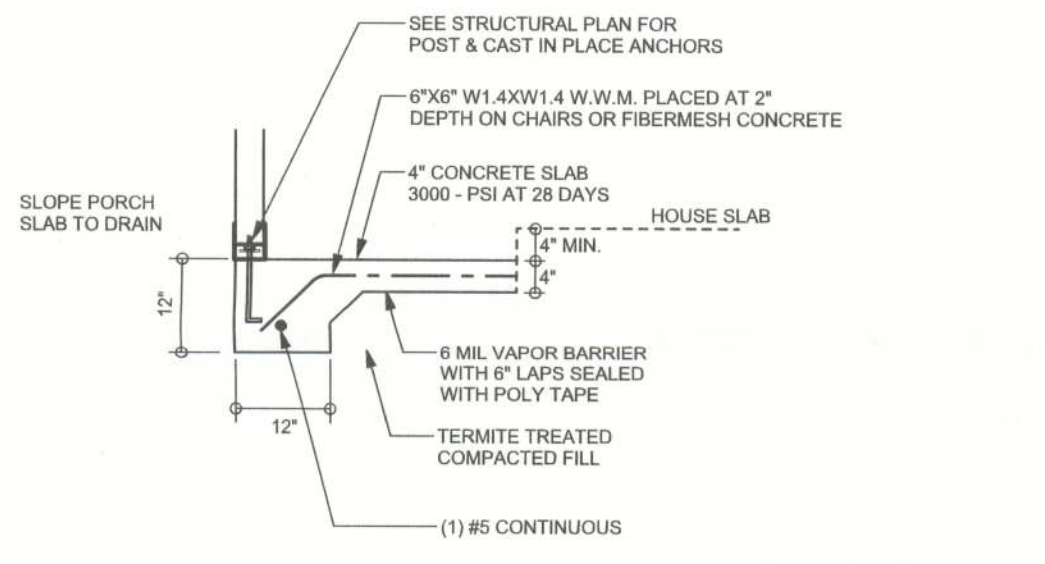 SEE STRUCTURAL PLAN FOR
POST & CAST IN PLACE ANCHORS
6"X6" W1.4XW1.4 W.W.M. PLACED AT 2"
DEPTH ON CHAIRS OR FIBERMESH CONCRETE
4" CONCRETE SLAB
3000 - PSI AT 28 DAYS
SLOPE PORCH
SLAB TO DRAIN
HOUSE SLAB
4" MIN.
4"
12"
6 MIL VAPOR BARRIER
WITH 6" LAPS SEALED
WITH POLY TAPE
12"
TERMITE TREATED
COMPACTED FILL
(1) #5 CONTINUOUS